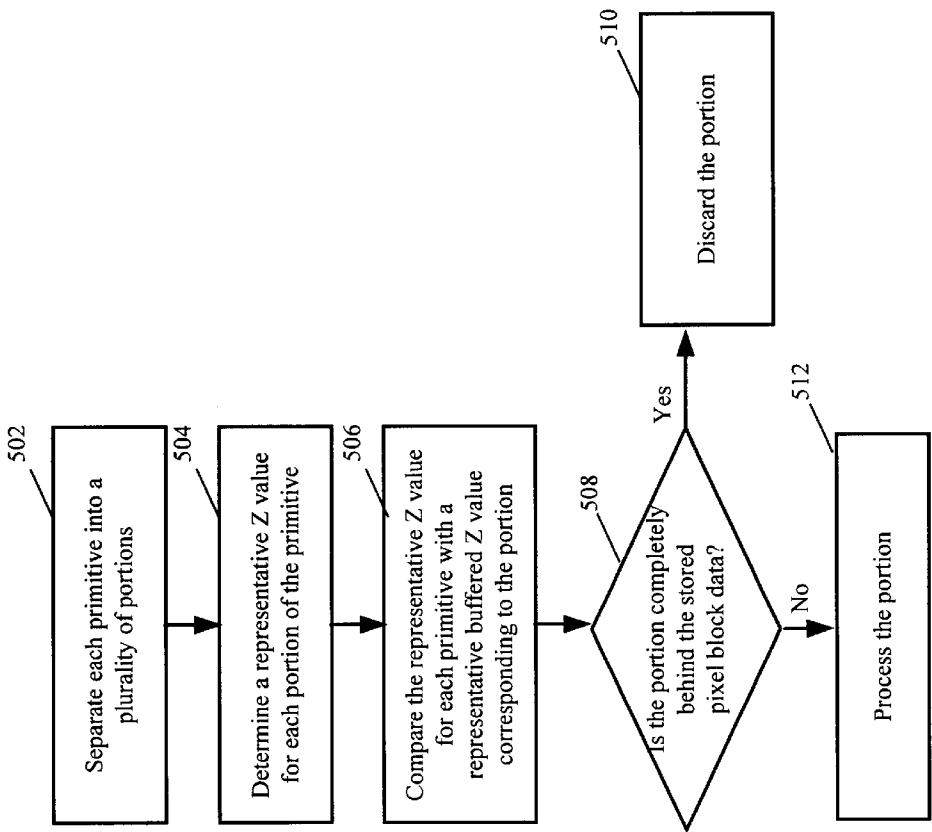 502
Separate each primitive into a
plurality of portions
504
Determine a representative Z value
for each portion of the primitive
506
Compare the representative Z value
for each primitive with a
representative buffered Z value
corresponding to the portion
508
Is the portion completely
behind the stored
pixel block data?
Yes
510
Discard the portion
No
512
Process the portion